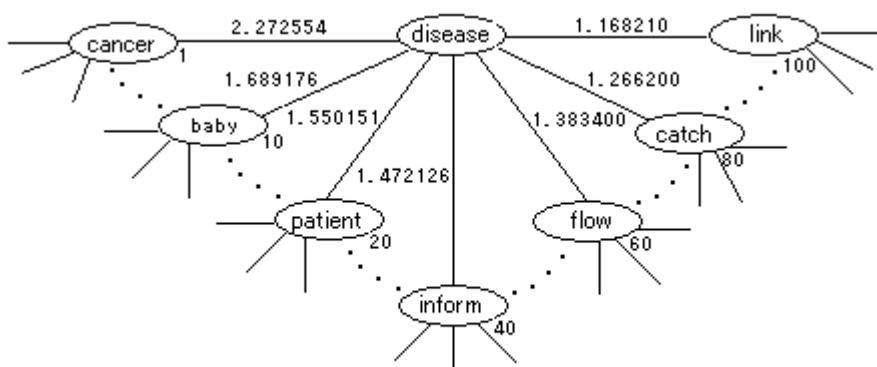 2.272554
disease
1.168210
cancer
link
1
100
1.689176
1.266200
1.550151
1.383400
baby
catch
10
80
1.472126
patient
flow
20
60
inform
40